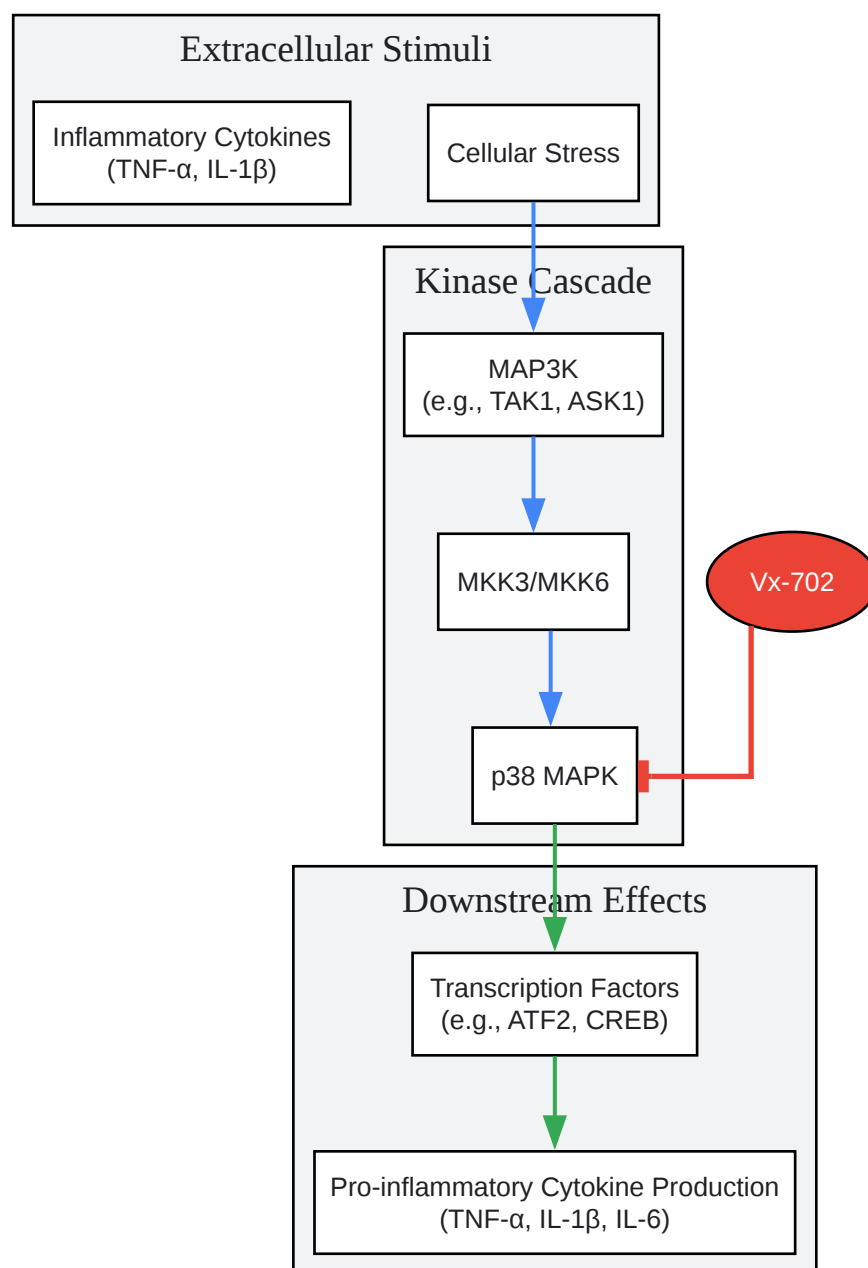 Extracellular Stimuli
Inflammatory Cytokines
(TNF-α, IL-1β)
Cellular Stress
Kinase Cascade
MAP3K
(e.g., TAK1, ASK1)
MKK3/MKK6
Vx-702
p38 MAPK
Downstream Effects
Transcription Factors
(e.g., ATF2, CREB)
Pro-inflammatory Cytokine Production
(TNF-α, IL-1β, IL-6)